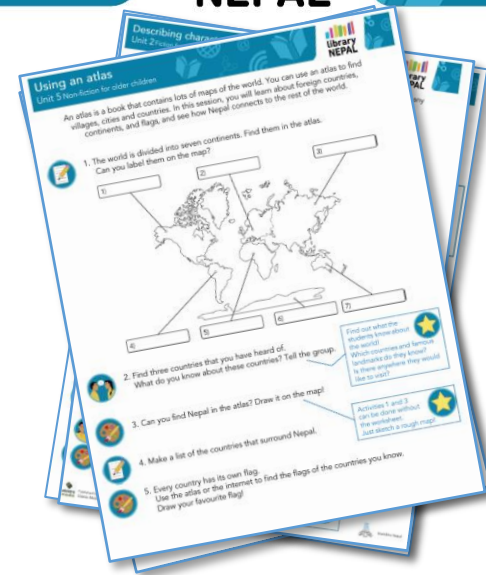 NEPAL
Describing
Unit 2
library
NEPAL
Using an atlas
Unit 5 Non-fiction for older children
An atlas is a book that contains lots of maps of the world. You can use an atlas to find
villages, cities and countries. In this session, you will learn about foreign countries,
continents, and flags, and see how Nepal connects to the rest of the world.
1. The world is divided into seven continents. Find them in the atlas.
Can you label them on the map?
1)
2)
3)
4)
5)
6)
7)
2. Find three countries that you have heard of.
What do you know about these countries? Tell the group.
Find out what the
students know about
the world!
Which countries and famous
landmarks do they know?
Is there anywhere they would
like to visit?
3. Can you find Nepal in the atlas? Draw it on the map!
Activities 1 and 3
can be done without
the worksheet.
Just sketch a rough map!
4. Make a list of the countries that surround Nepal.
5. Every country has its own flag.
Use the atlas or the internet to find the flags of the countries you know.
Draw your favourite flag!